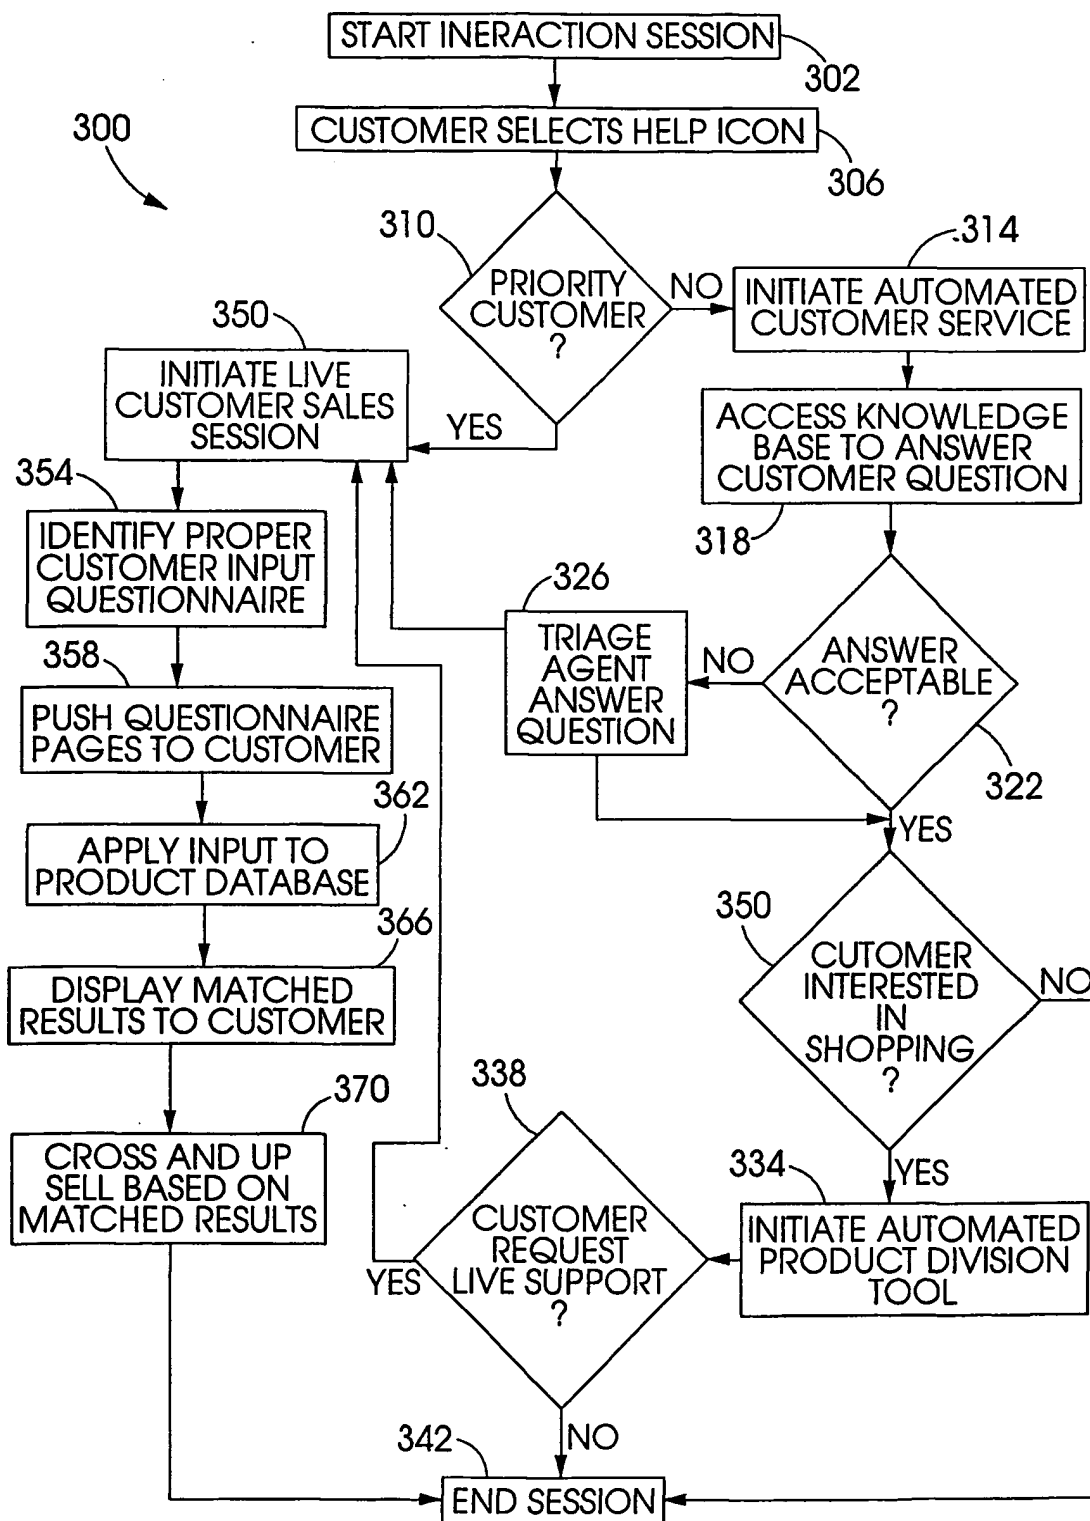 START INERACTION SESSION
302
300
CUSTOMER SELECTS HELP ICON
306
310
PRIORITY
CUSTOMER
?
NO
314
INITIATE AUTOMATED
CUSTOMER SERVICE
350
INITIATE LIVE
CUSTOMER SALES
SESSION
YES
ACCESS KNOWLEDGE
BASE TO ANSWER
CUSTOMER QUESTION
318
354
IDENTIFY PROPER
CUSTOMER INPUT
QUESTIONNAIRE
326
TRIAGE
AGENT
ANSWER
QUESTION
NO
ANSWER
ACCEPTABLE
?
322
YES
358
PUSH QUESTIONNAIRE
PAGES TO CUSTOMER
362
APPLY INPUT TO
PRODUCT DATABASE
350
CUTOMER
INTERESTED
IN
SHOPPING
?
NO
366
DISPLAY MATCHED
RESULTS TO CUSTOMER
370
CROSS AND UP
SELL BASED ON
MATCHED RESULTS
338
CUSTOMER
REQUEST
LIVE SUPPORT
?
YES
YES
334
INITIATE AUTOMATED
PRODUCT DIVISION
TOOL
NO
342
END SESSION